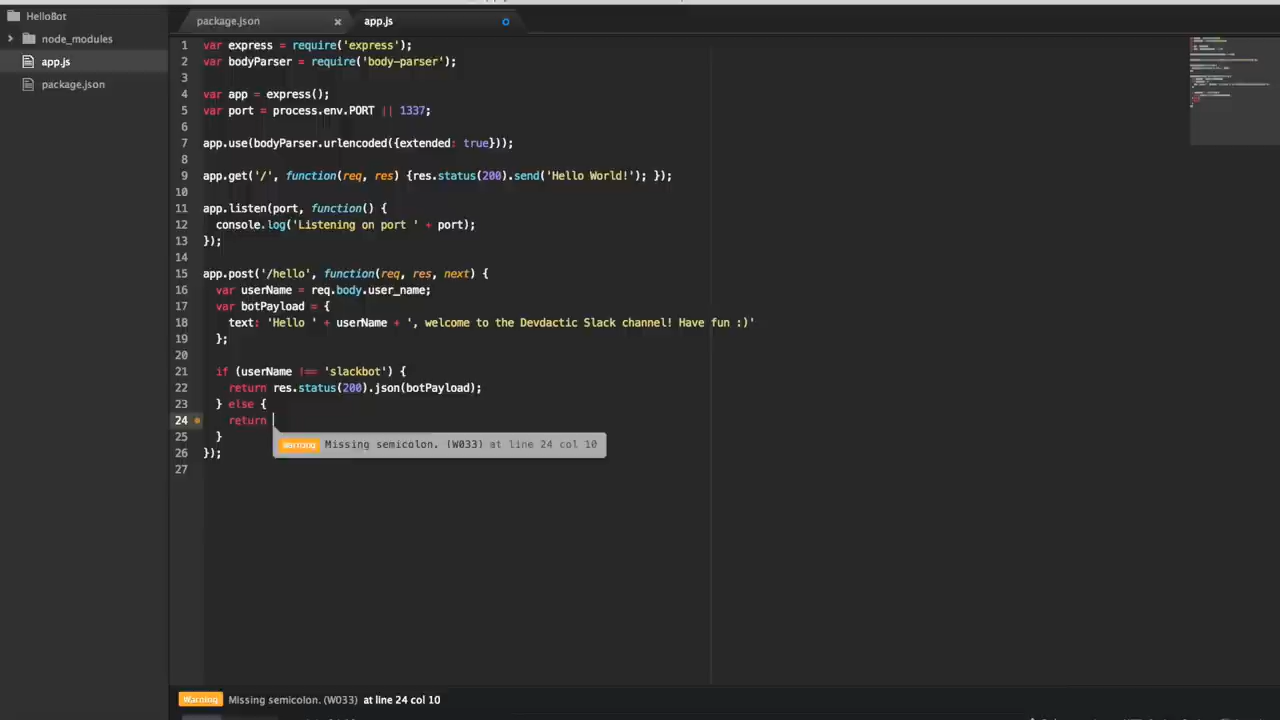 HelloBot
node_modules
app.js
package.json
package.json
app.js
1 var express = require('express');
2 var bodyParser = require('body-parser');
3
4 var app = express();
5 var port = process.env.PORT || 1337;
6
7 app.use(bodyParser.urlencoded({extended: true}));
8
9 app.get('/', function(req, res) {res.status(200).send('Hello World!'); });
10
11 app.listen(port, function() {
12 console.log('Listening on port ' + port);
13 });
14
15 app.post('/hello', function(req, res, next) {
16 var userName = req.body.user_name;
17 var botPayload = {
18 text: 'Hello ' + userName + ', welcome to the Devdactic Slack channel! Have fun :)'
19 };
20
21 if (userName !== 'slackbot') {
22 return res.status(200).json(botPayload);
23 } else {
24 return
Warning Missing semicolon. (W033) at line 24 col 10
25 }
26 });
27
Warning Missing semicolon. (W033) at line 24 col 10